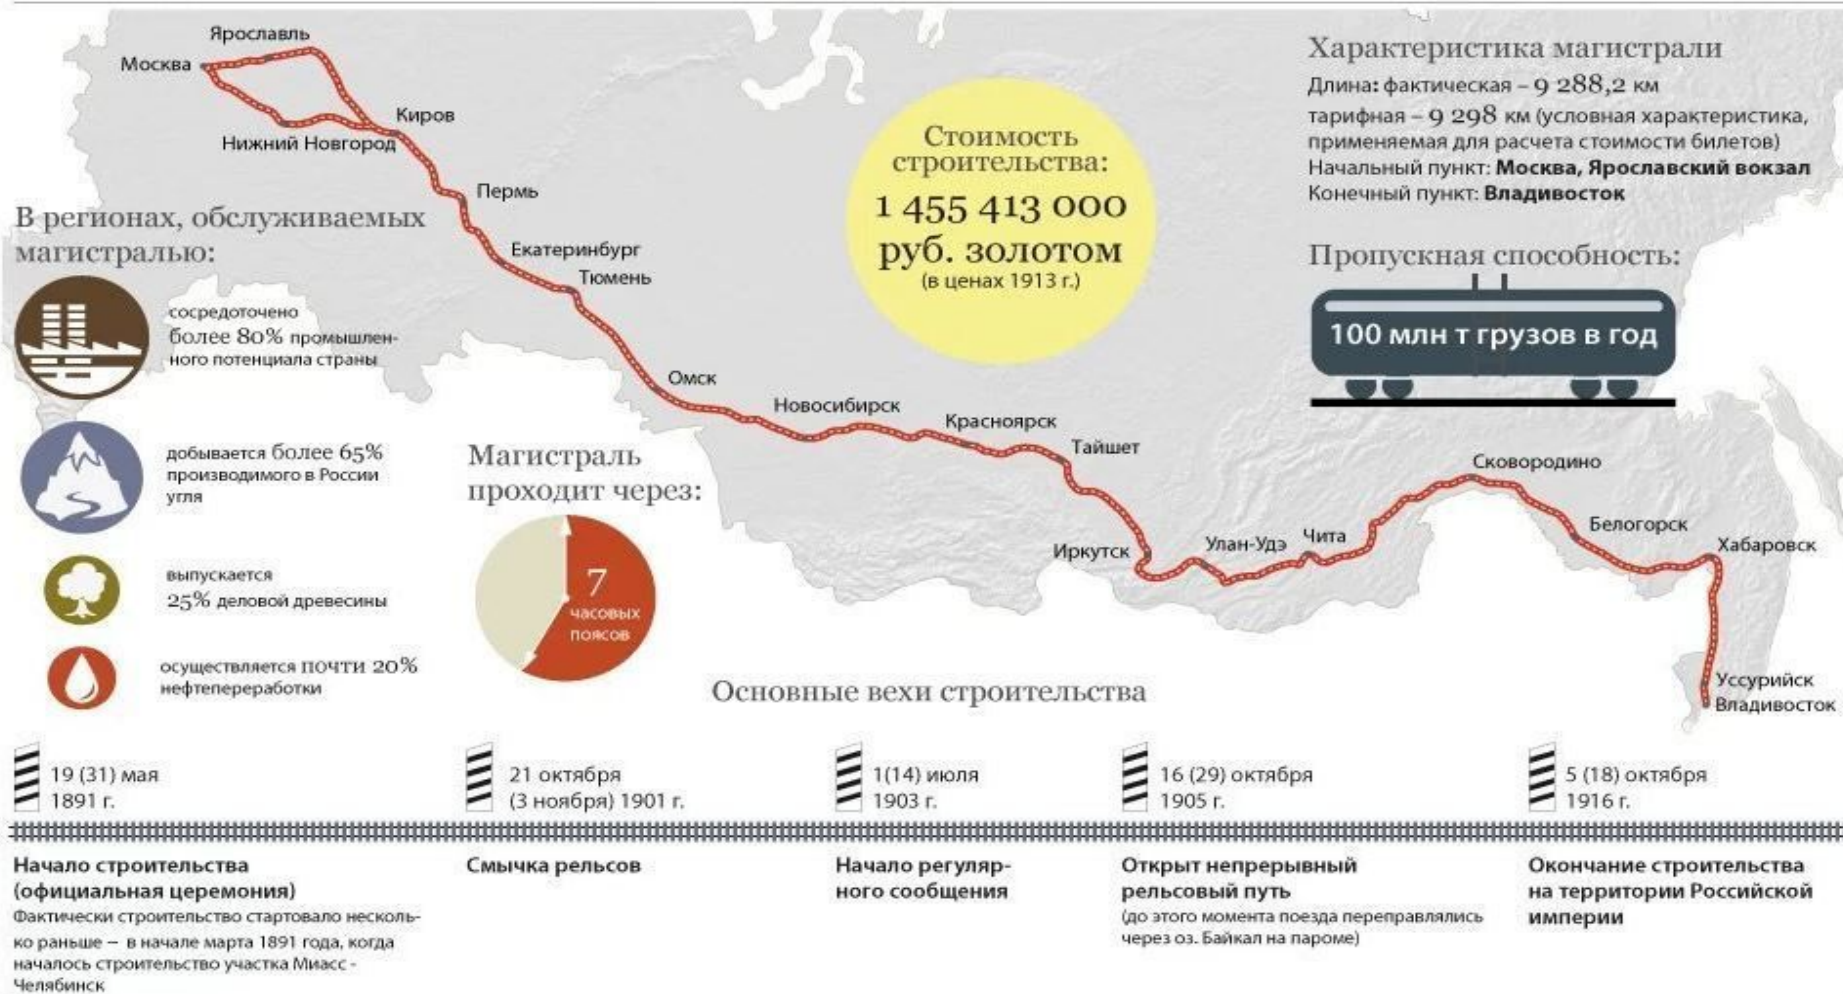 Ярославль
Москва
Киров
Нижний Новгород
Пермь
Екатеринбург
Тюмень
Омск
Новосибирск
Красноярск
Тайшет
Иркутск
Улан-Удэ
Чита
Сковородино
Белогорск
Хабаровск
Уссурийск
Владивосток
Стоимость
строительства:
1 455 413 000
руб. золотом
(в ценах 1913 г.)
Характеристика магистрали
Длина: фактическая – 9 288,2 км
тарифная – 9 298 км (условная характеристика,
применяемая для расчета стоимости билетов)
Начальный пункт: Москва, Ярославский вокзал
Конечный пункт: Владивосток
Пропускная способность:
100 млн т грузов в год
В регионах, обслуживаемых
магистралью:
сосредоточено
более 80% промышлен-
ного потенциала страны
добывается более 65%
производимого в России
угля
выпускается
25% деловой древесины
осуществляется почти 20%
нефтепереработки
Магистраль
проходит через:
7
часовых
поясов
Основные вехи строительства
19 (31) мая
1891 г.
Начало строительства
(официальная церемония)
Фактически строительство стартовало несколь-
ко раньше – в начале марта 1891 года, когда
началось строительство участка Миасс -
Челябинск
21 октября
(3 ноября) 1901 г.
Смычка рельсов
1(14) июля
1903 г.
Начало регуляр-
ного сообщения
16 (29) октября
1905 г.
Открыт непрерывный
рельсовый путь
(до этого момента поезда переправлялись
через оз. Байкал на пароме)
5 (18) октября
1916 г.
Окончание строительства
на территории Российской
империи